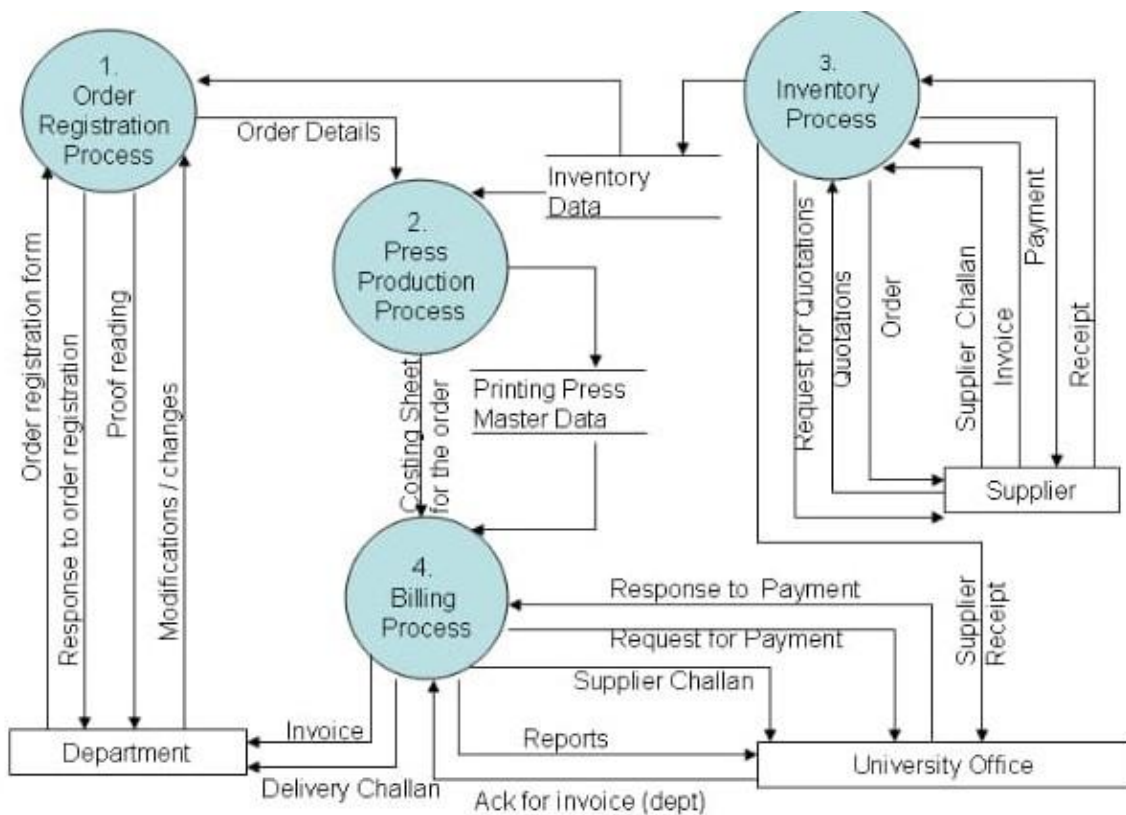 1.
Order
Registration
Process
Order Details
3.
Inventory
Process
Inventory
Data
2.
Press
Production
Process
Order registration form
Response to order registration
Proof reading
Modifications / changes
Costing Sheet
for the order
Printing Press
Master Data
Request for Quotations
Quotations
Order
Supplier Challan
Invoice
Payment
Receipt
Supplier
4.
Billing
Process
Response to Payment
Request for Payment
Supplier Challan
Supplier
Receipt
Department
Invoice
Delivery Challan
Reports
Ack for invoice (dept)
University Office